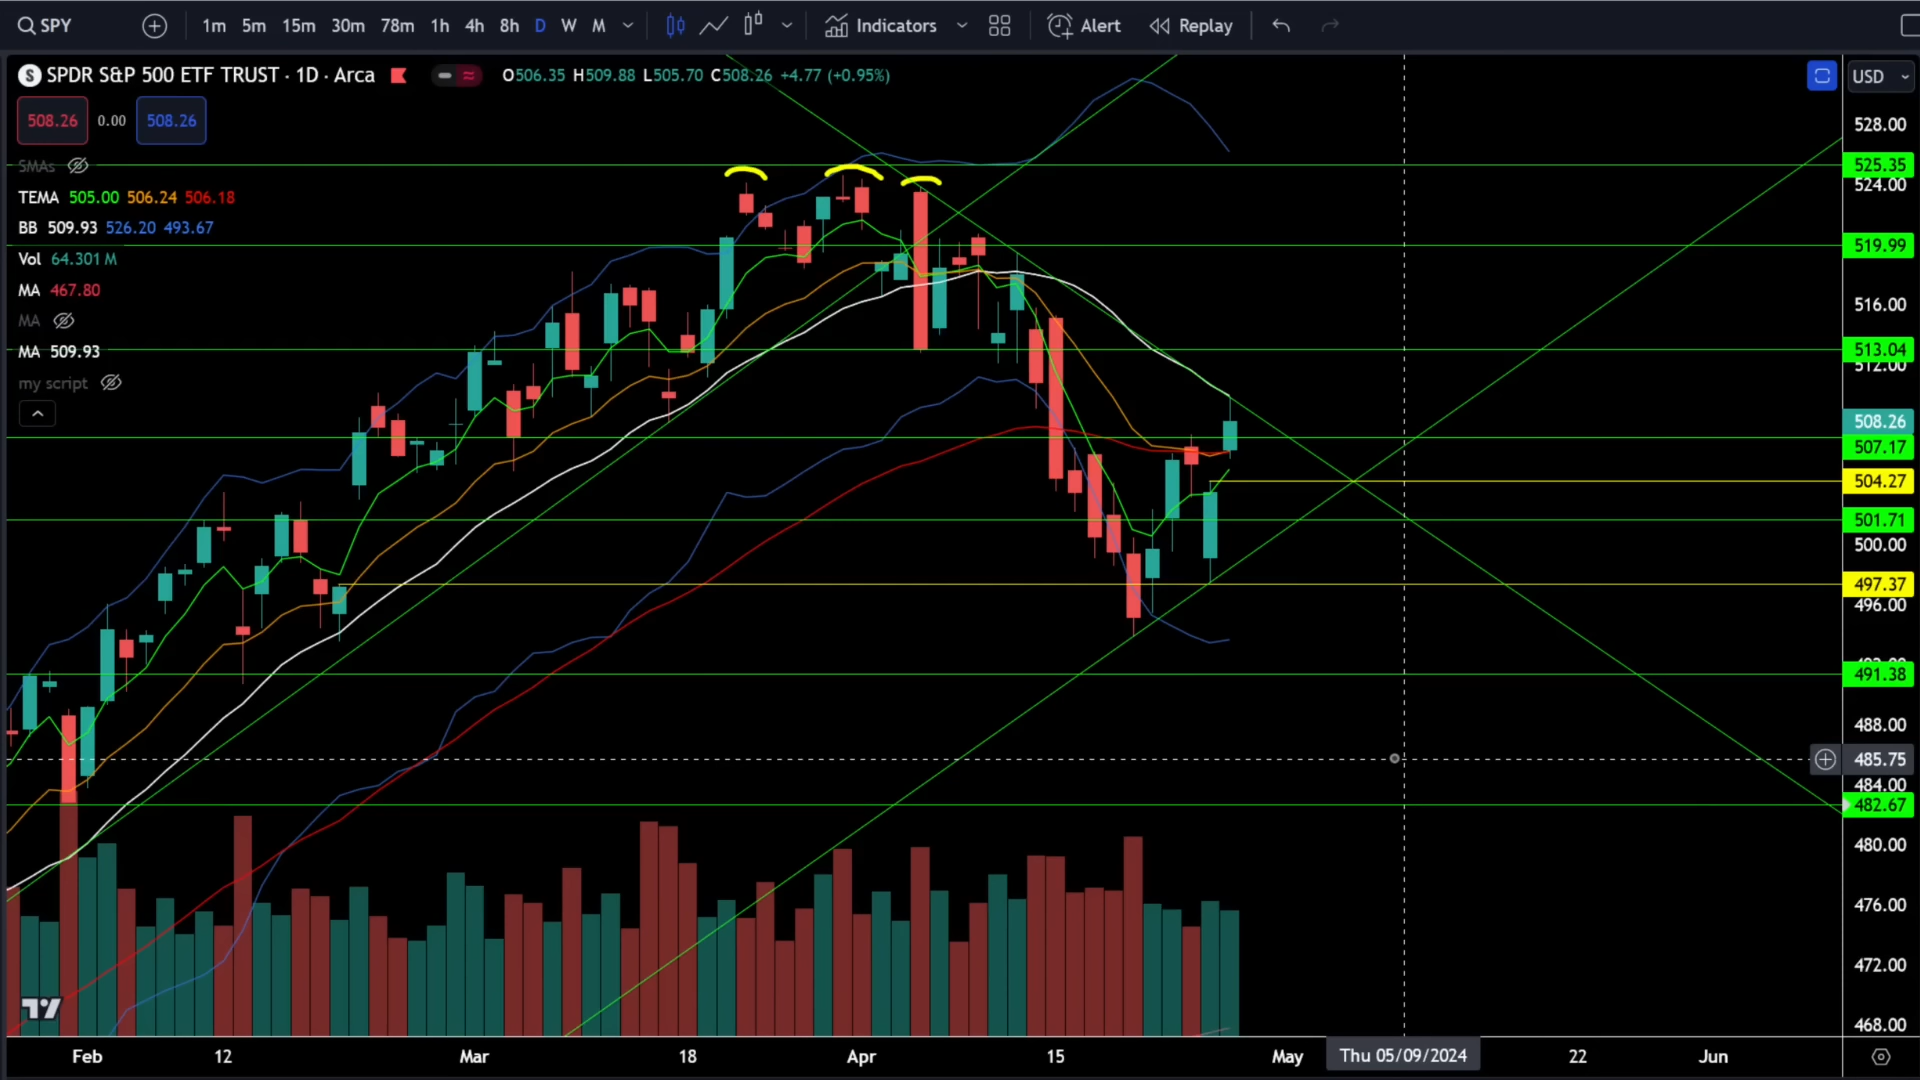 SPY 1m 5m 15m 30m 78m 1h 4h 8h D W M Indicators Alert Replay
S SPDR S&P 500 ETF TRUST · 1D · Arca O506.35 H509.88 L505.70 C508.26 +4.77 (+0.95%)
USD
508.26 0.00 508.26
SMAs
TEMA 505.00 506.24 506.18
BB 509.93 526.20 493.67
Vol 64.301 M
MA 467.80
MA
MA 509.93
my script
528.00
525.35
524.00
519.99
516.00
513.04
512.00
508.26
507.17
504.27
501.71
500.00
497.37
496.00
491.38
488.00
485.75
484.00
482.67
480.00
476.00
472.00
468.00
Feb 12 Mar 18 Apr 15 May Thu 05/09/2024 22 Jun